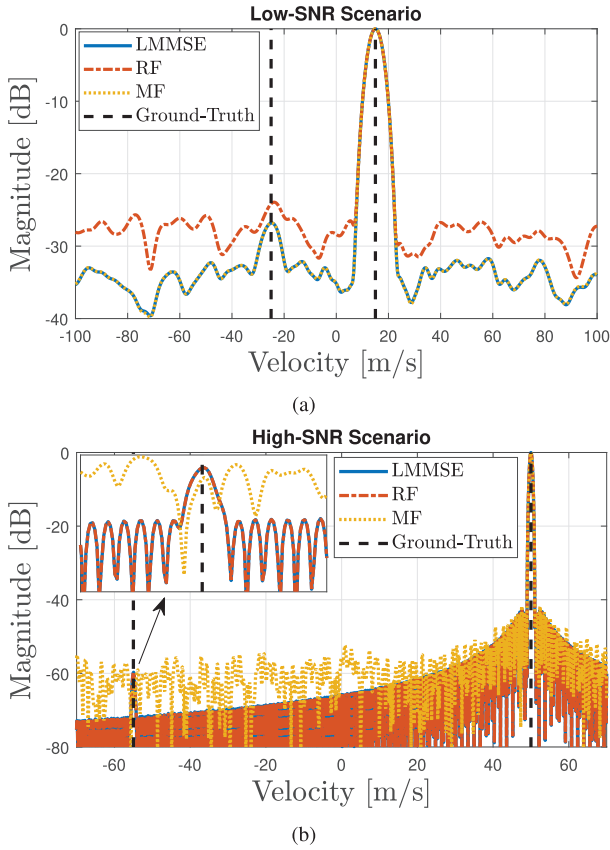 Low-SNR Scenario
Magnitude [dB]
0
-10
-20
-30
-40
LMMSE
RF
MF
Ground-Truth
-100 -80 -60 -40 -20 0 20 40 60 80 100
Velocity [m/s]
(a)
High-SNR Scenario
Magnitude [dB]
0
-20
-40
-60
-80
LMMSE
RF
MF
Ground-Truth
-60 -40 -20 0 20 40 60
Velocity [m/s]
(b)